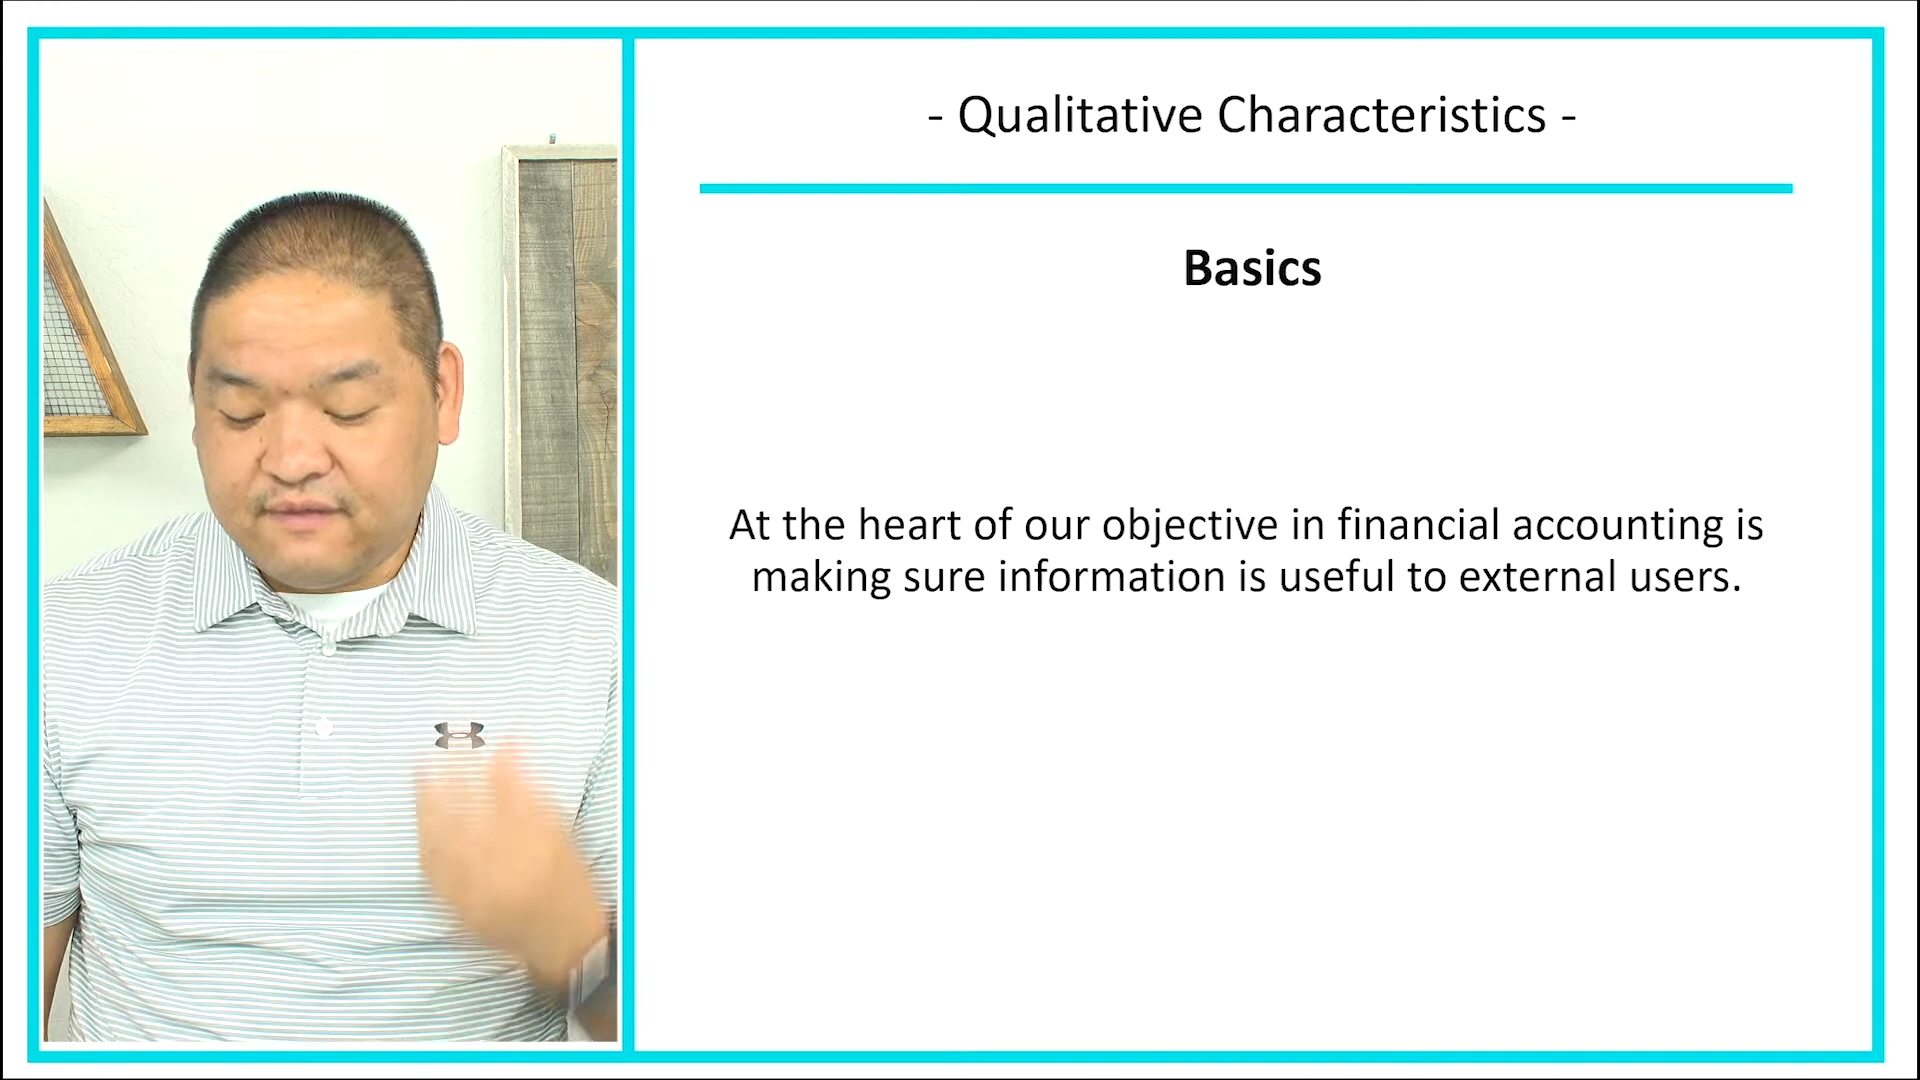 - Qualitative Characteristics -
Basics
At the heart of our objective in financial accounting is
making sure information is useful to external users.